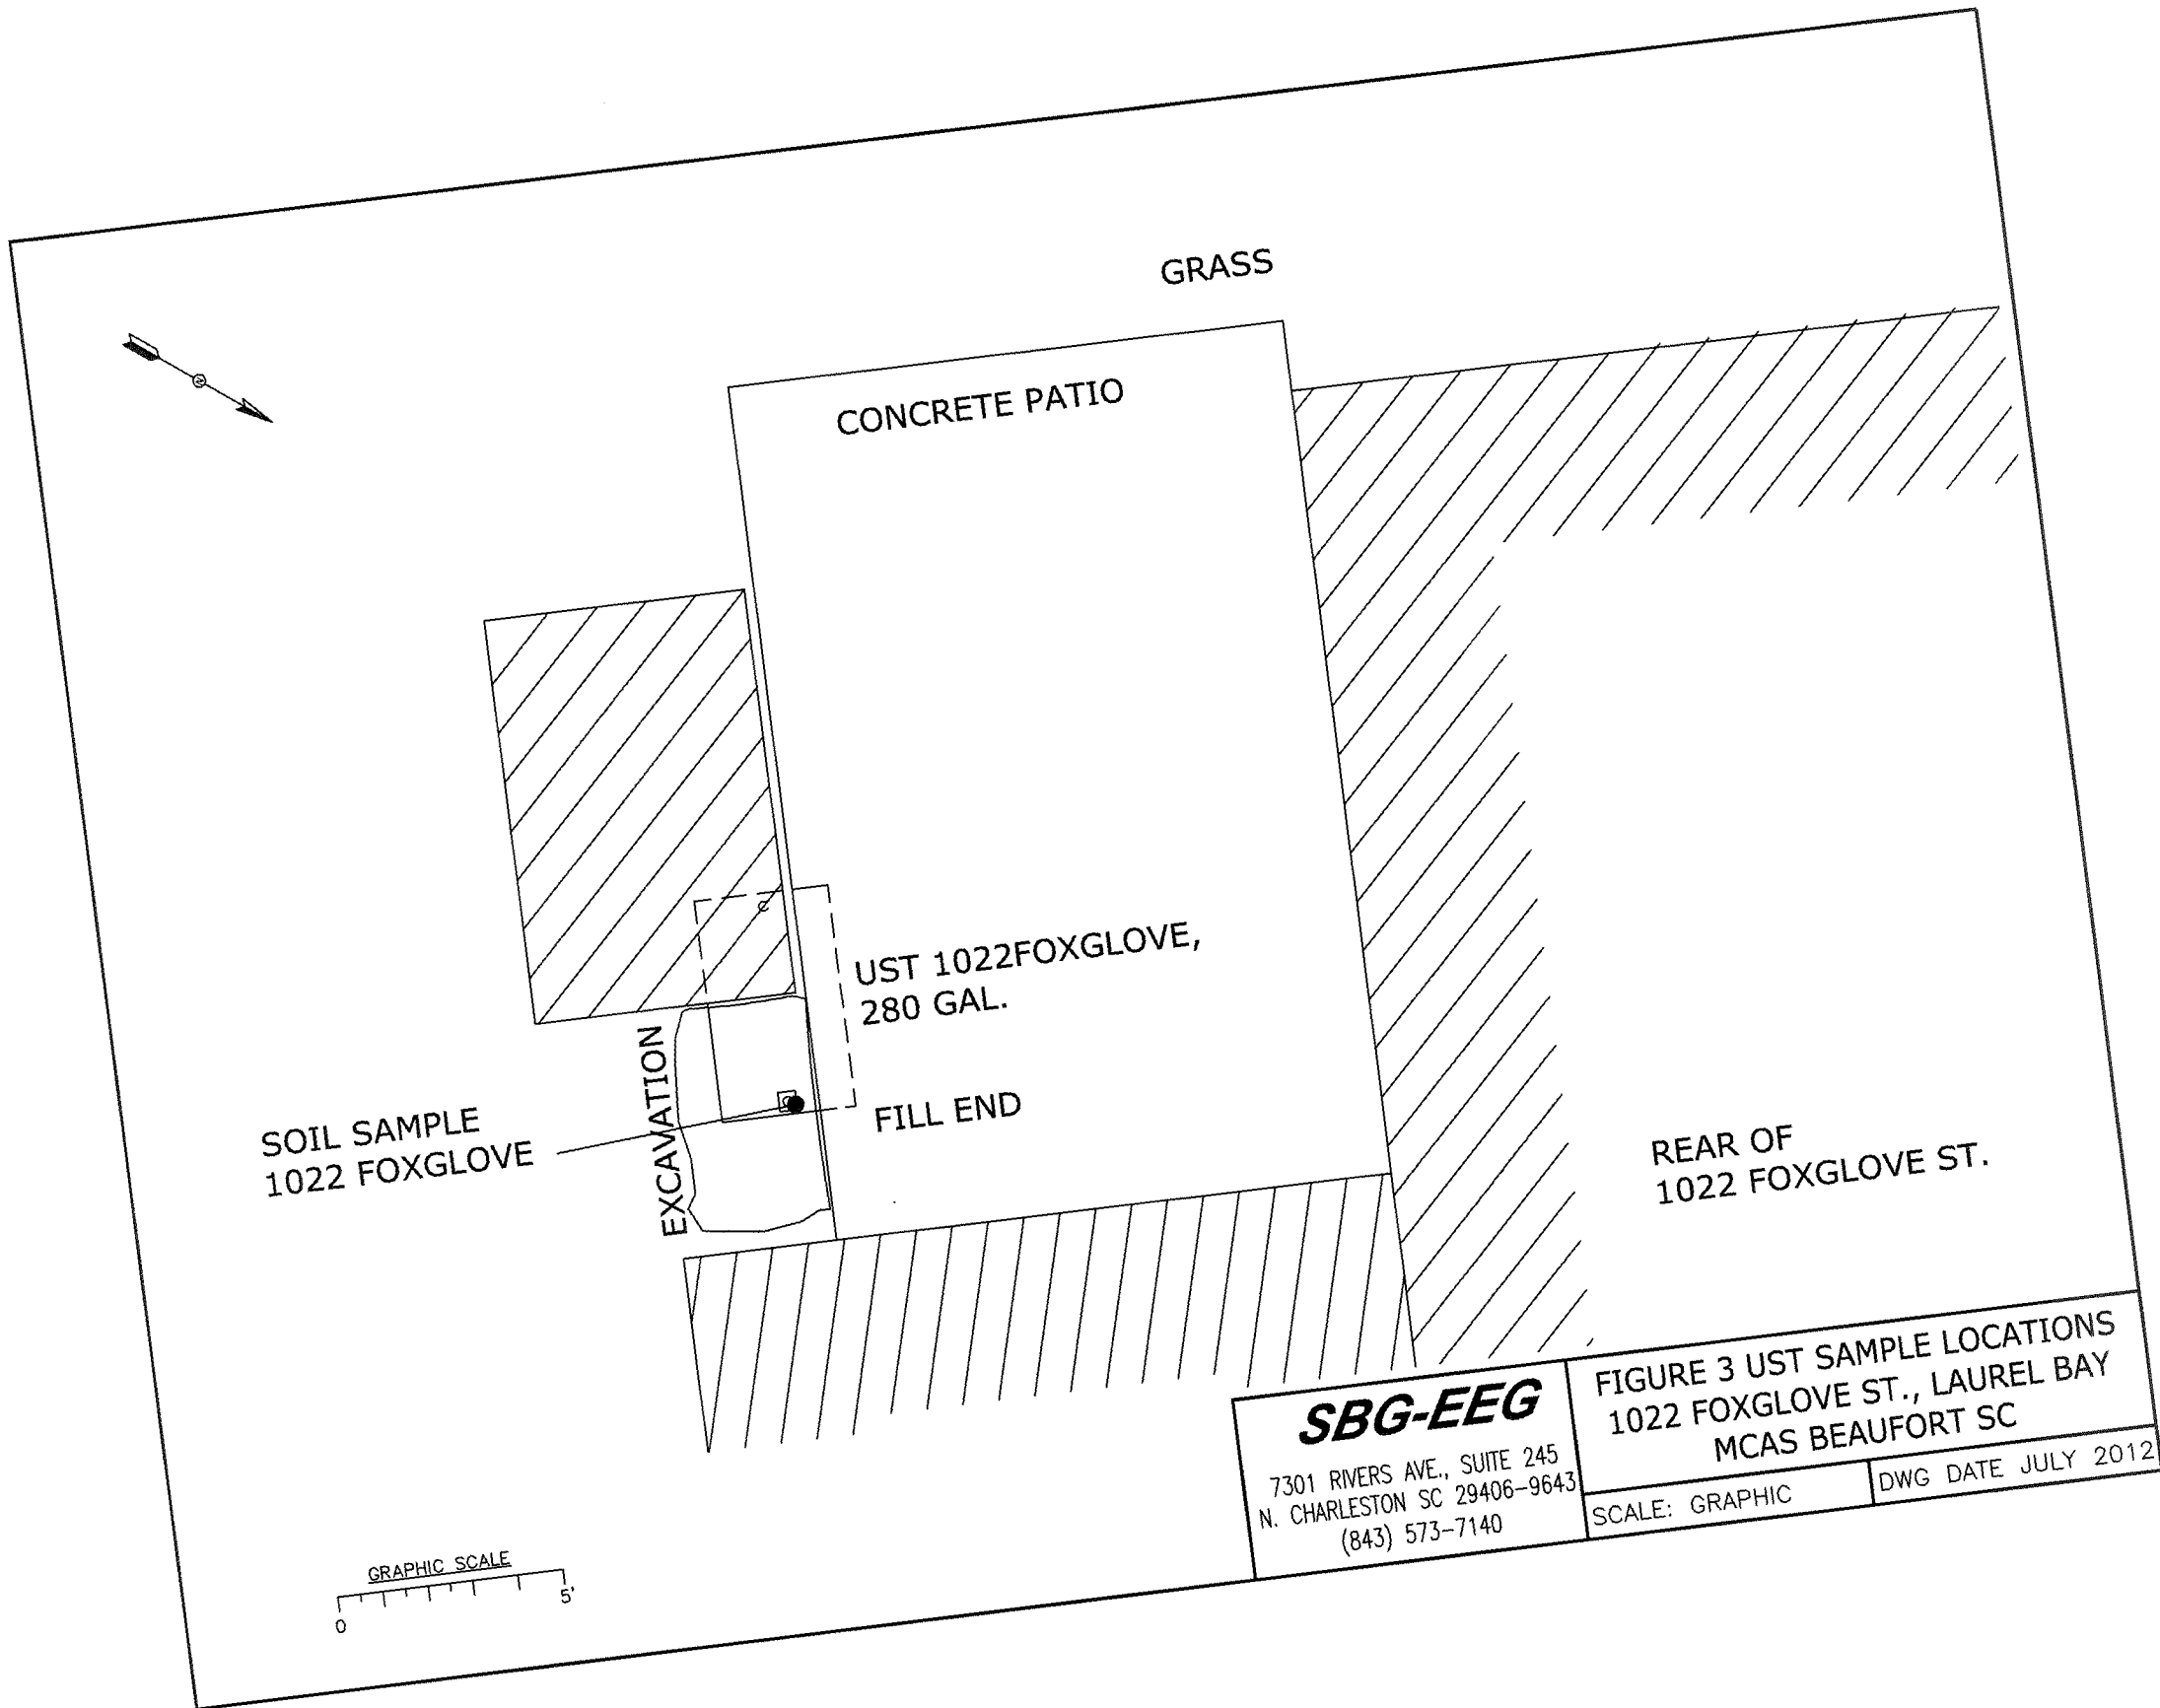 GRASS
CONCRETE PATIO
UST 1022FOXGLOVE,
280 GAL.
EXCAVATION
FILL END
SOIL SAMPLE
1022 FOXGLOVE
REAR OF
1022 FOXGLOVE ST.
SBG-EEG
7301 RIVERS AVE., SUITE 245
N. CHARLESTON SC 29406-9643
(843) 573-7140
FIGURE 3 UST SAMPLE LOCATIONS
1022 FOXGLOVE ST., LAUREL BAY
MCAS BEAUFORT SC
SCALE: GRAPHIC
DWG DATE JULY 2012
GRAPHIC SCALE
0
5'